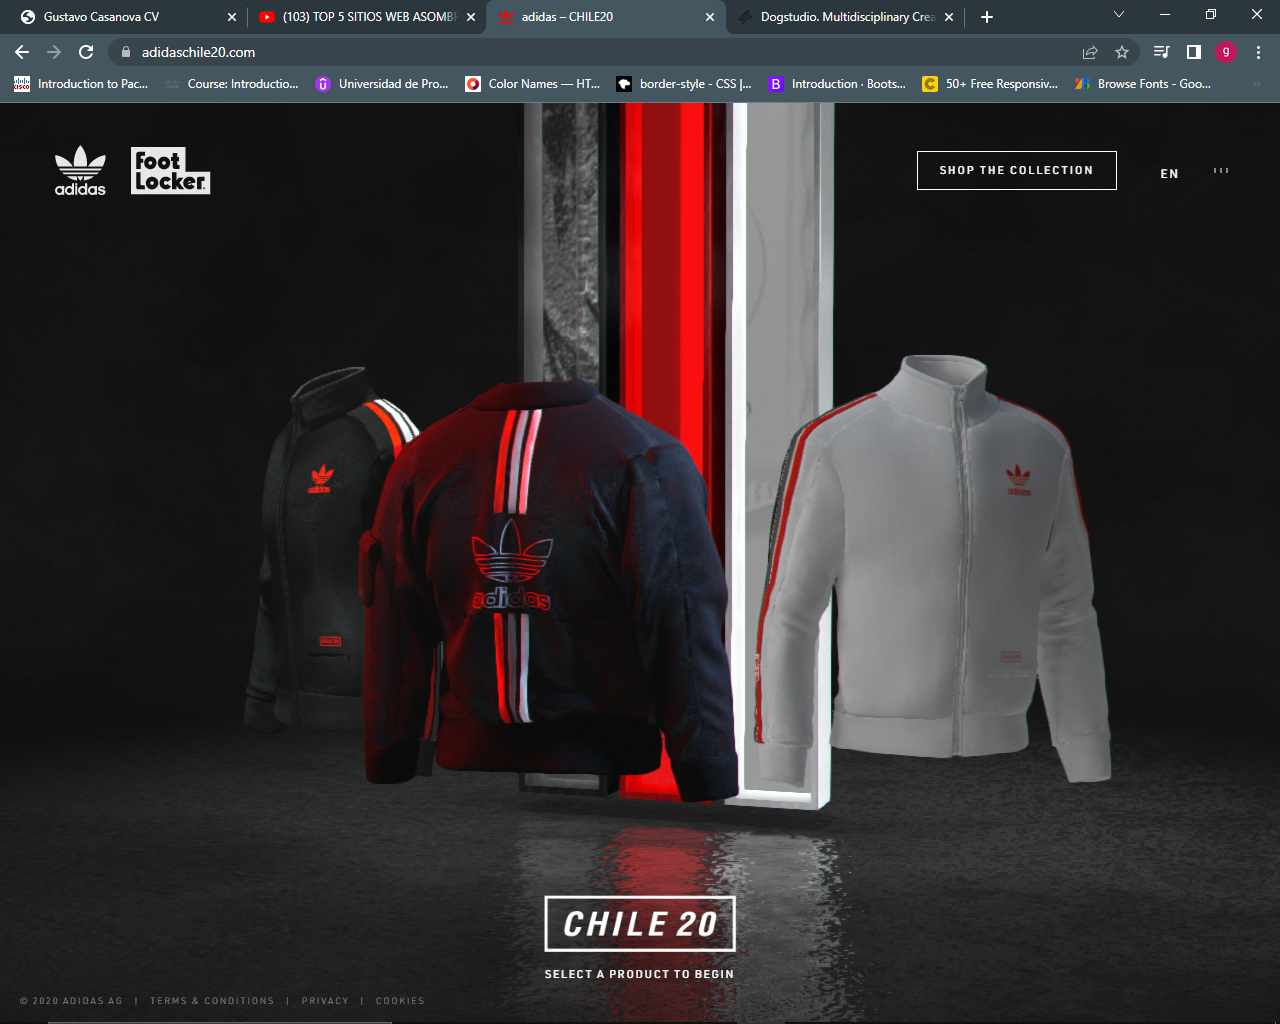 Gustavo Casanova CV
(103) TOP 5 SITIOS WEB ASOMBR
adidas – CHILE20
Dogstudio. Multidisciplinary Crea
adidaschile20.com
g
Introduction to Pac...
Course: Introductio...
Universidad de Pro...
Color Names — HT...
border-style - CSS |...
B
Introduction · Boots...
C
50+ Free Responsiv...
Browse Fonts - Goo...
adidas
Foot
Locker
SHOP THE COLLECTION
EN
adidas
adidas
adidas
CHILE 20
SELECT A PRODUCT TO BEGIN
© 2020 ADIDAS AG | TERMS & CONDITIONS | PRIVACY | COOKIES